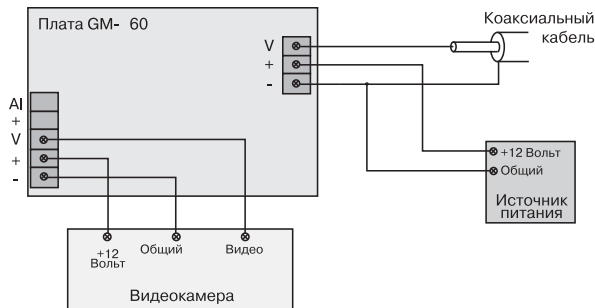 Плата GM- 60
Коаксиальный
кабель
V
+
-
AI
+
V
+
-
+12 Вольт
Общий
Источник
питания
+12
Вольт
Общий
Видео
Видеокамера